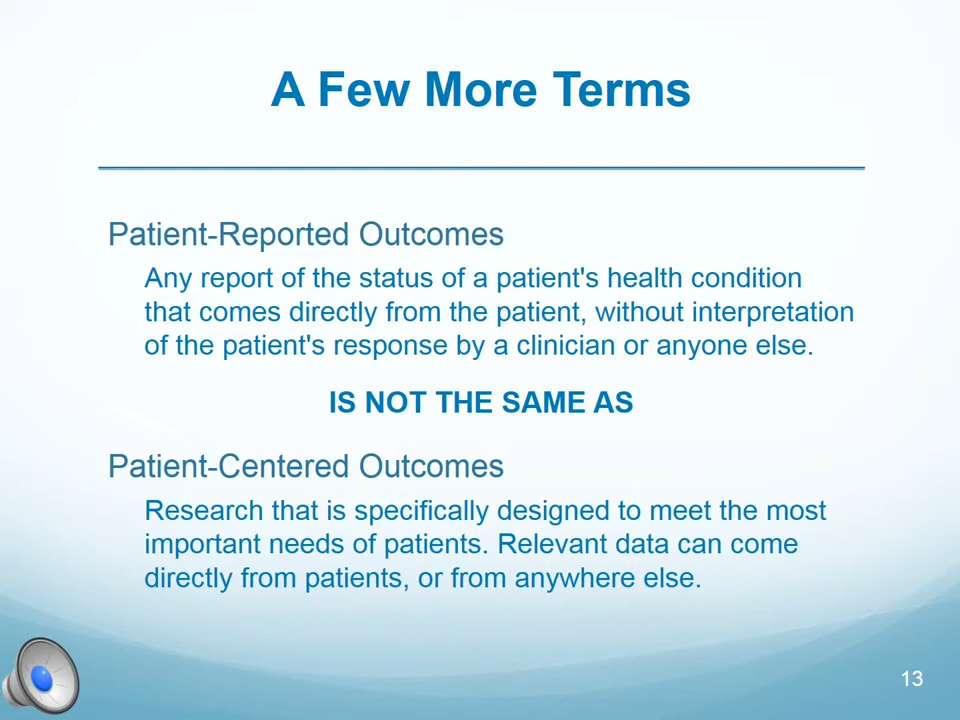 A Few More Terms
Patient-Reported Outcomes
Any report of the status of a patient's health condition
that comes directly from the patient, without interpretation
of the patient's response by a clinician or anyone else.
IS NOT THE SAME AS
Patient-Centered Outcomes
Research that is specifically designed to meet the most
important needs of patients. Relevant data can come
directly from patients, or from anywhere else.
13